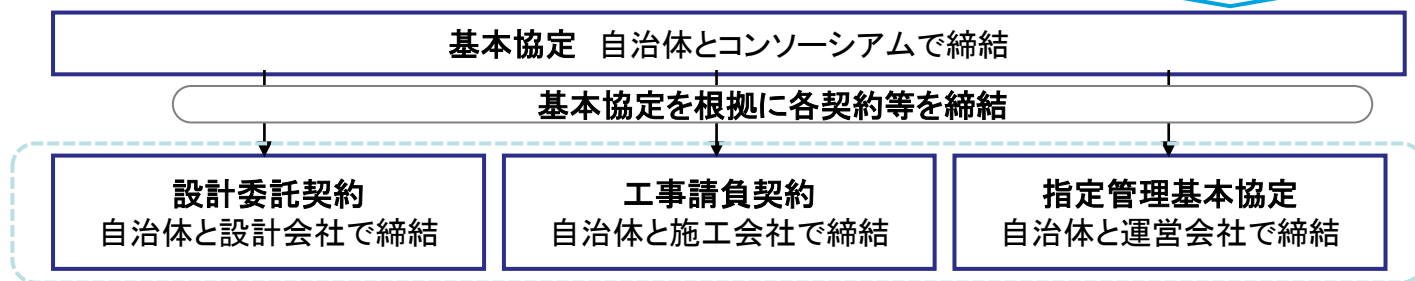 基本協定 自治体とコンソーシアムで締結
基本協定を根拠に各契約等を締結
設計委託契約
自治体と設計会社で締結
工事請負契約
自治体と施工会社で締結
指定管理基本協定
自治体と運営会社で締結